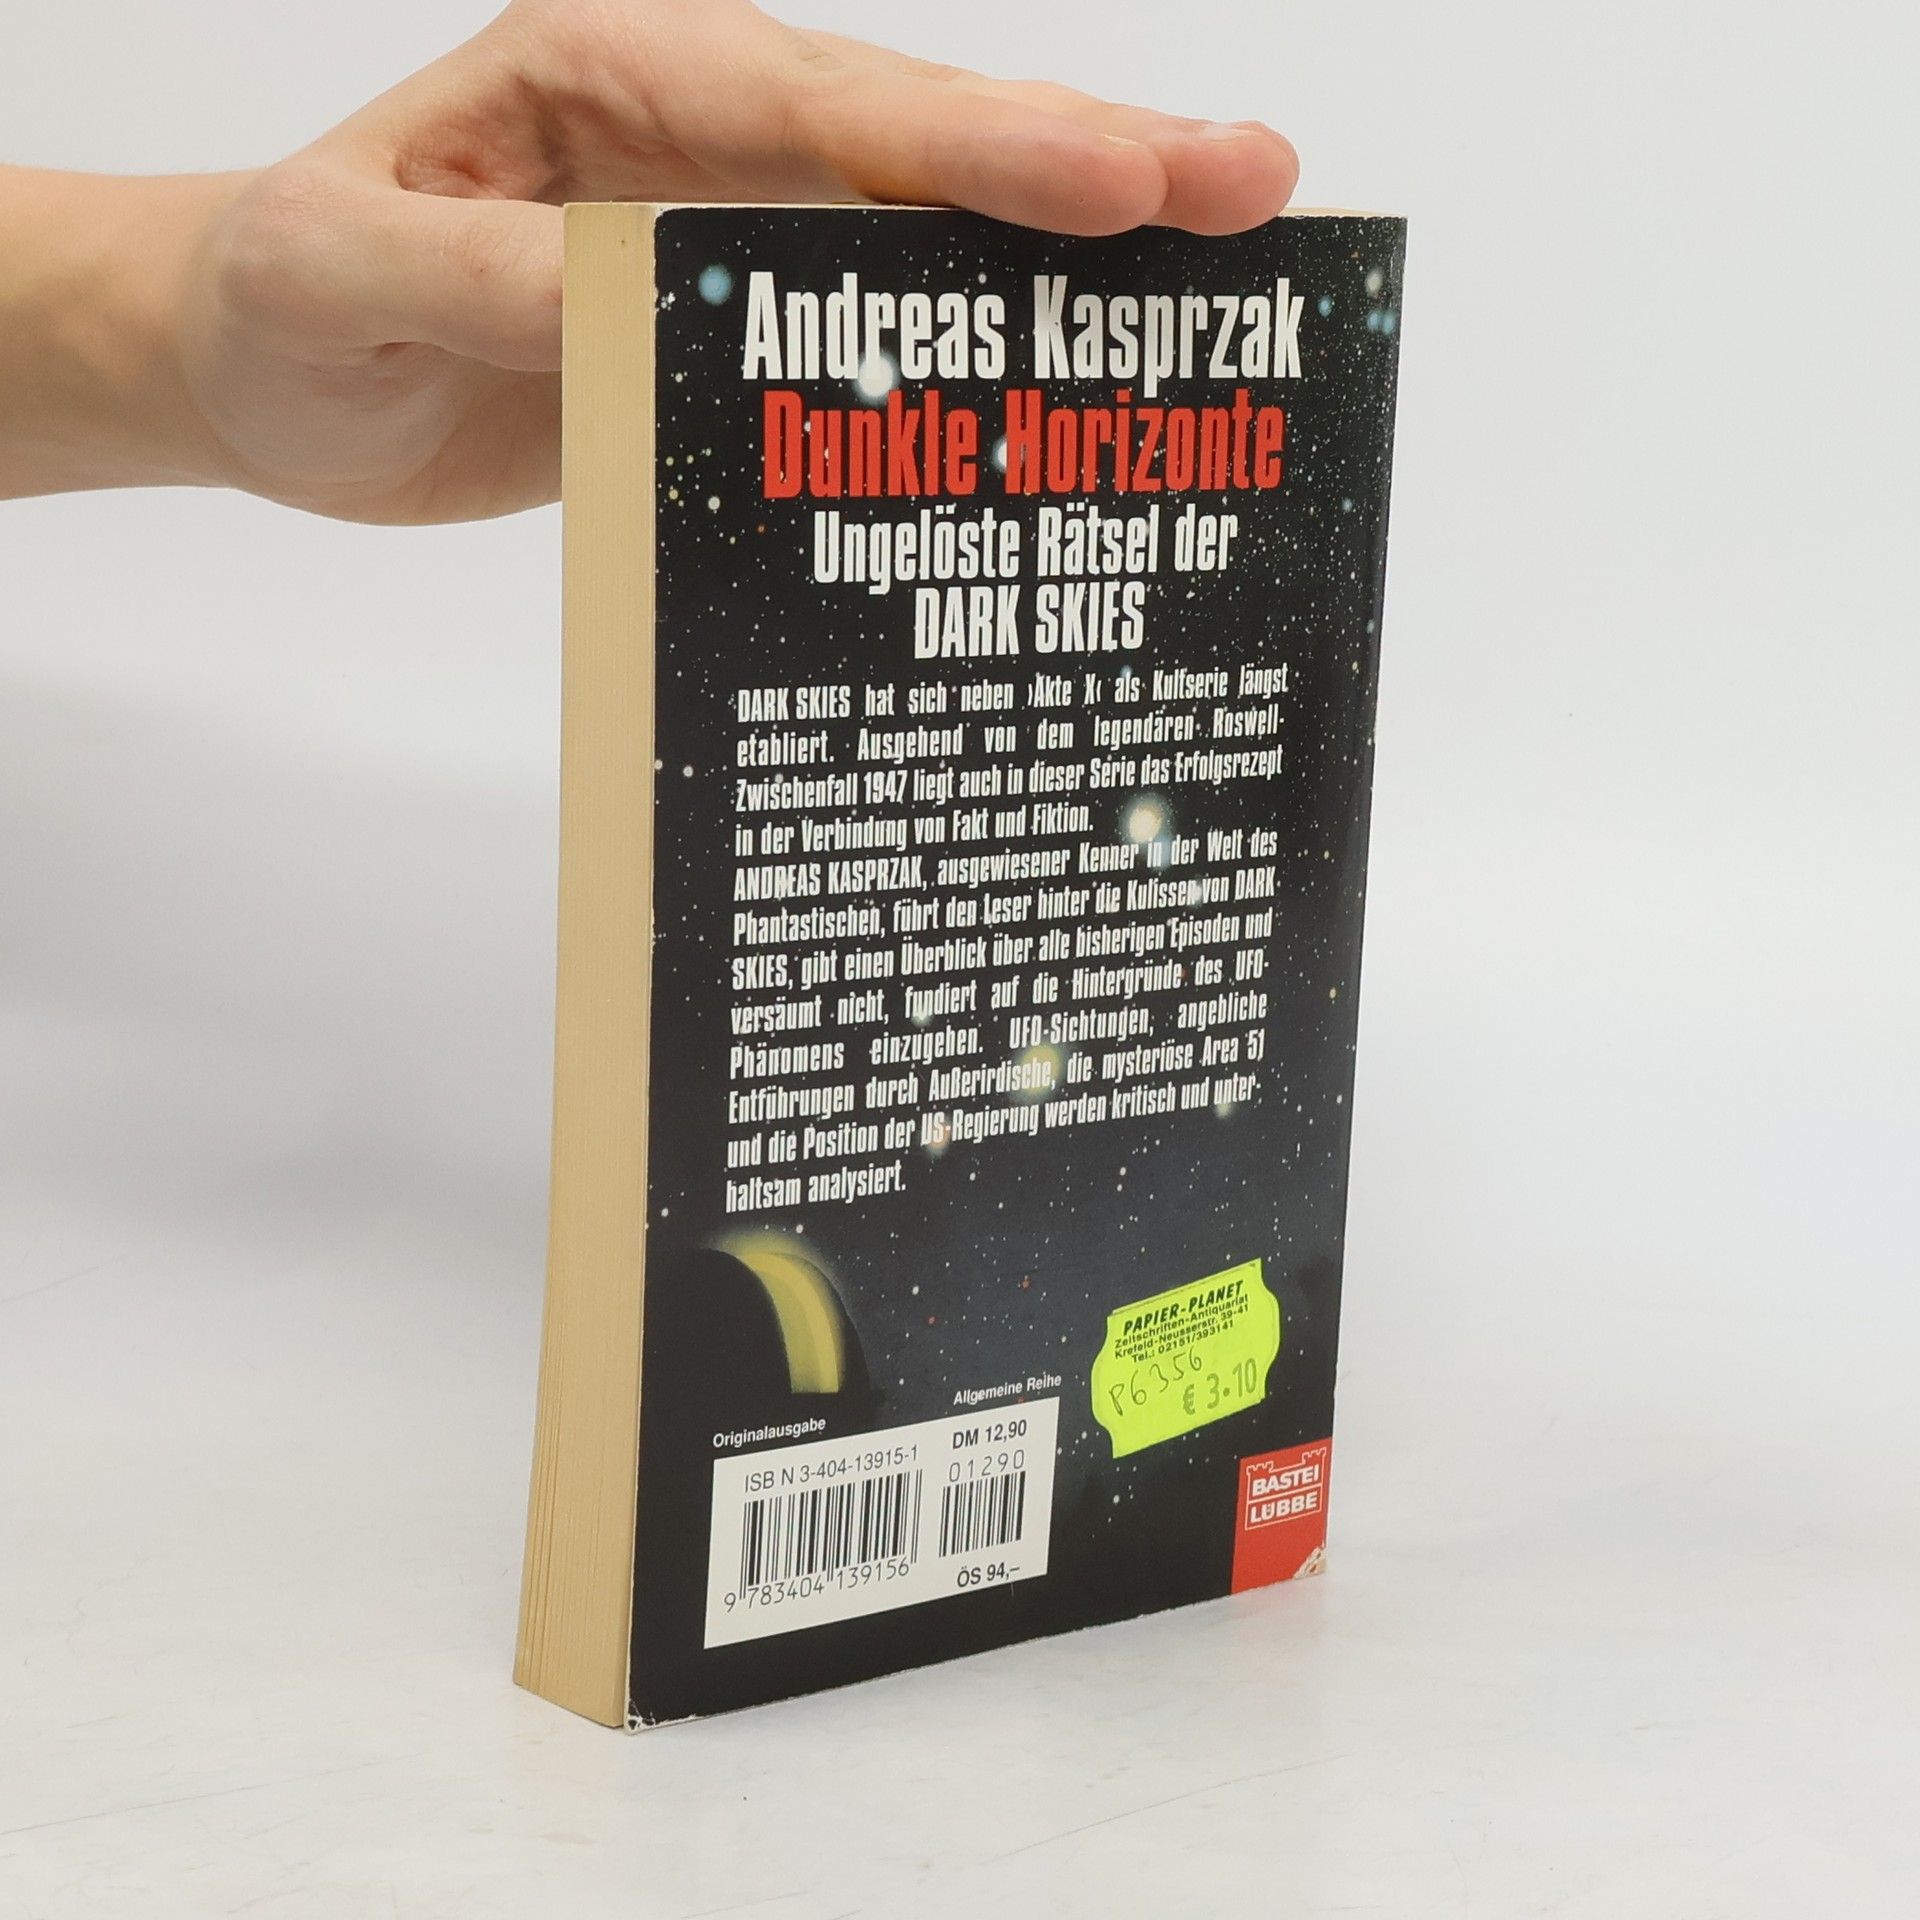 Andreas Kasprzak
Dunkle Horizonte
Ungelöste Rätsel der
DARK SKIES
DARK SKIES hat sich neben ›Akte X‹ als Kultserie längst
etabliert. Ausgehend von dem legendären Roswell-
Zwischenfall 1947 liegt auch in dieser Serie das Erfolgsrezept
in der Verbindung von Fakt und Fiktion.
ANDREAS KASPRZAK, ausgewiesener Kenner in der Welt des
Phantastischen, führt den Leser hinter die Kulissen von DARK
SKIES, gibt einen Überblick über alle bisherigen Episoden und
versäumt nicht, fundiert auf die Hintergründe des UFO-
Phänomens einzugehen. UFO-Sichtungen, angebliche
Entführungen durch Außerirdische, die mysteriöse Area 51
und die Position der US-Regierung werden kritisch und unter-
haltsam analysiert.
PAPIER-PLANET
Zeitschriften-Antiquariat
Krefeld-Neusserstr. 39-41
Tel.: 02151/393141
P6356
€ 3.10
Originalausgabe
Allgemeine Reihe
ISBN 3-404-13915-1
DM 12,90
01290
9 783404 139156
ÖS 94,–
BASTEI
LÜBBE